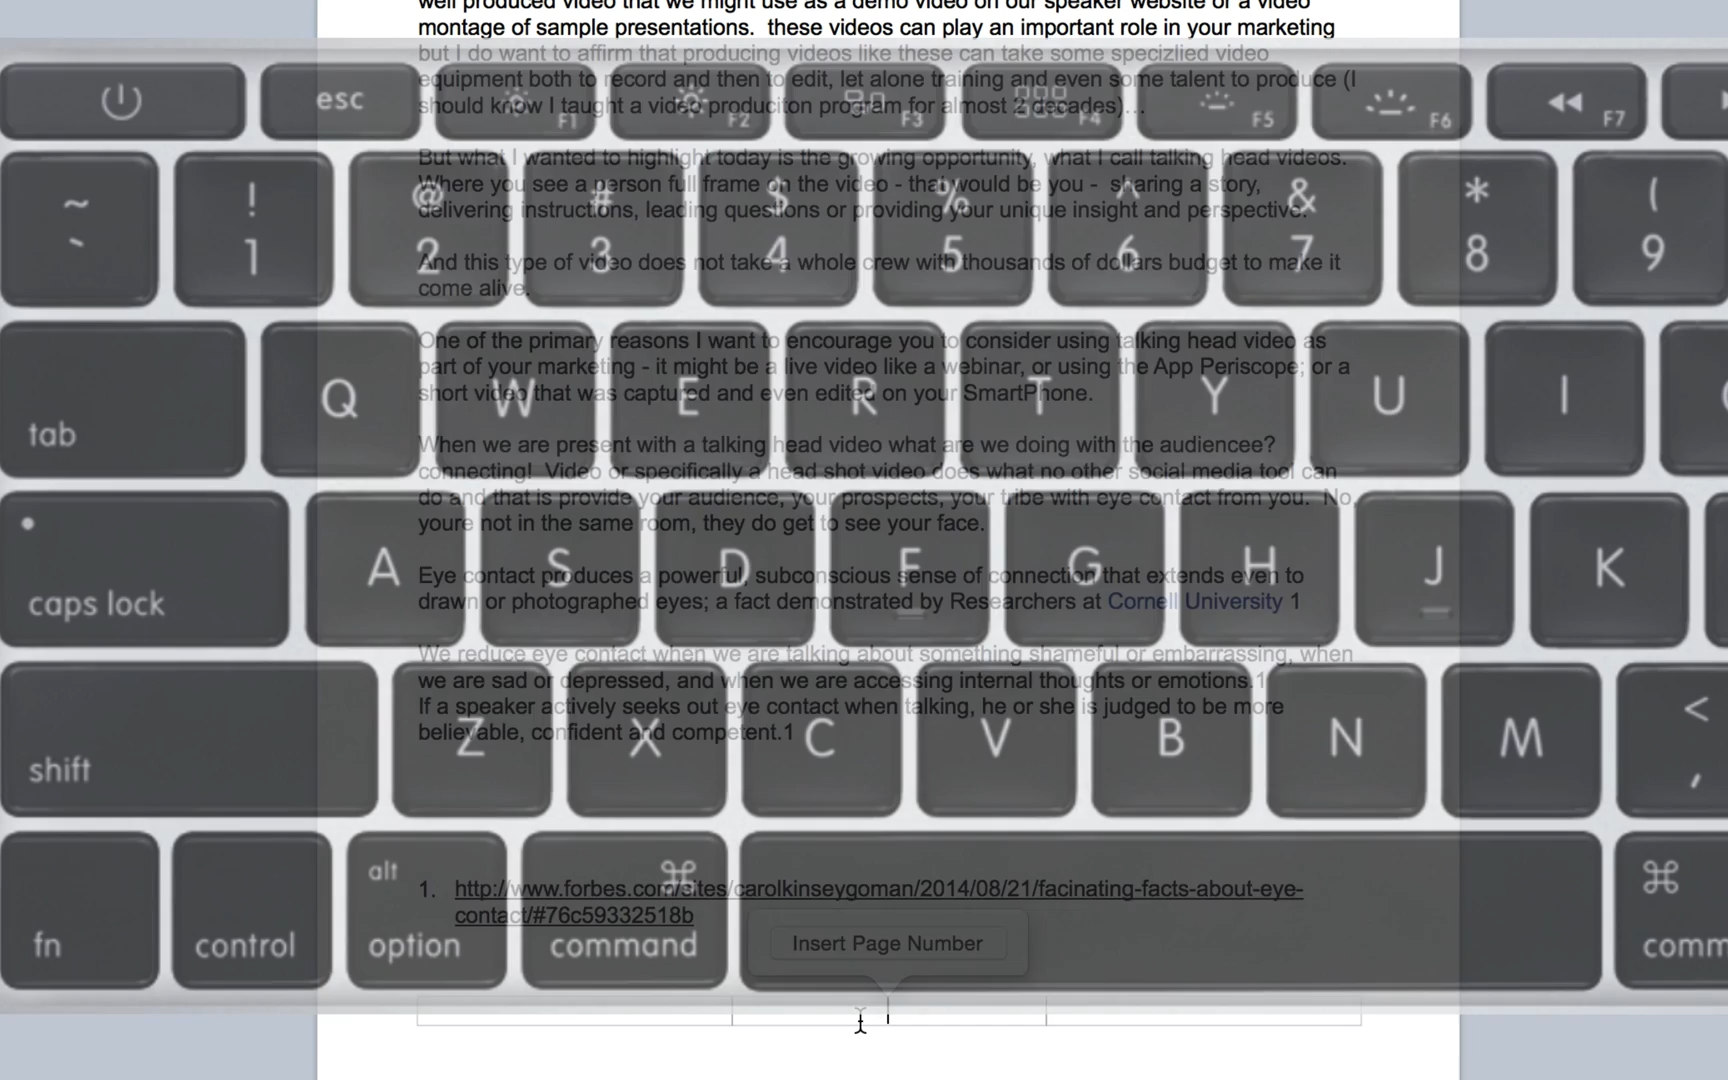 well produced video that we might use as a demo video on our speaker website or a video
montage of sample presentations.  these videos can play an important role in your marketing
but I do want to affirm that producing videos like these can take some specizlied video
equipment both to record and then to edit, let alone training and even some talent to produce (I
should know I taught a video produciton program for almost 2 decades)…
esc F1 F2 F3 F4 F5 F6 F7
But what I wanted to highlight today is the growing opportunity, what I call talking head videos.
Where you see a person full frame on the video - that would be you -  sharing a story,
delivering instructions, leading questions or providing your unique insight and perspective.
~ ! @ # $ % ^ & * (
` 1 2 3 4 5 6 7 8 9
And this type of video does not take a whole crew with thousands of dollars budget to make it
come alive.
One of the primary reasons I want to encourage you to consider using talking head video as
part of your marketing - it might be a live video like a webinar, or using the App Periscope; or a
short video that was captured and even edited on your SmartPhone.
Q W E R T Y U I
tab
When we are present with a talking head video what are we doing with the audiencee?
connecting!  Video or specifically a head shot video does what no other social media tool can
do and that is provide your audience, your prospects, your tribe with eye contact from you.  No
youre not in the same room, they do get to see your face.
A S D F G H J K
caps lock
Eye contact produces a powerful, subconscious sense of connection that extends even to
drawn or photographed eyes; a fact demonstrated by Researchers at Cornell University 1
We reduce eye contact when we are talking about something shameful or embarrassing, when
we are sad or depressed, and when we are accessing internal thoughts or emotions.1
If a speaker actively seeks out eye contact when talking, he or she is judged to be more
believable, confident and competent.1
Z X C V B N M < ,
shift
alt ⌘ ⌘
1. http://www.forbes.com/sites/carolkinseygoman/2014/08/21/facinating-facts-about-eye-
contact/#76c59332518b
fn control option command comm
Insert Page Number